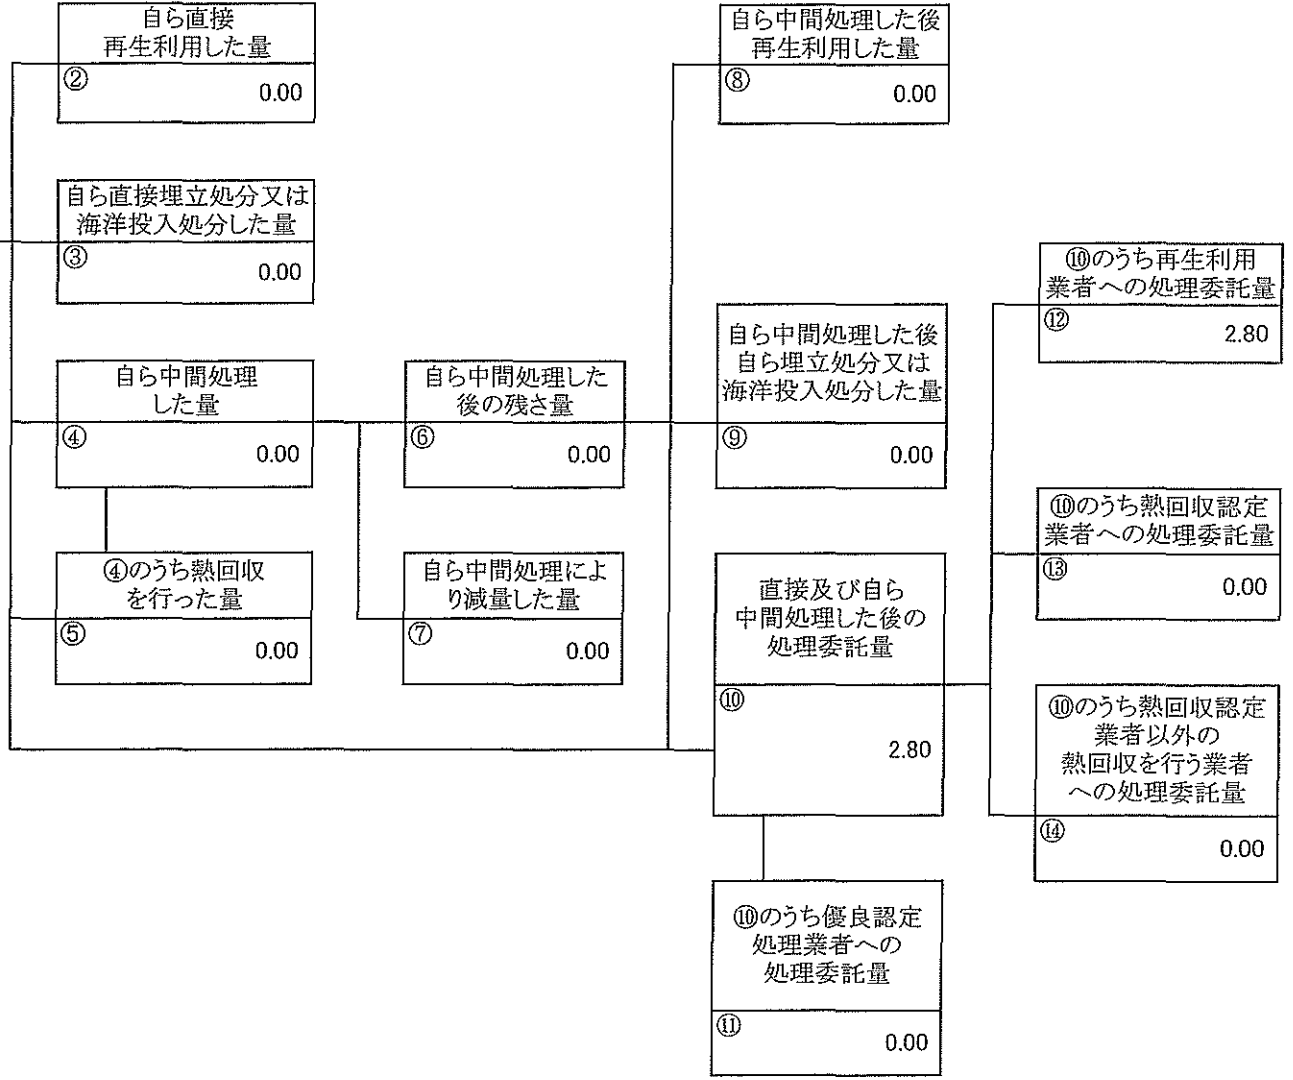 自ら直接
再生利用した量
②
0.00
自ら直接埋立処分又は
海洋投入処分した量
③
0.00
自ら中間処理
した量
④
0.00
④のうち熱回収
を行った量
⑤
0.00
自ら中間処理した
後の残さ量
⑥
0.00
自ら中間処理によ
り減量した量
⑦
0.00
自ら中間処理した後
再生利用した量
⑧
0.00
自ら中間処理した後
自ら埋立処分又は
海洋投入処分した量
⑨
0.00
直接及び自ら
中間処理した後の
処理委託量
⑩
2.80
⑩のうち優良認定
処理業者への
処理委託量
⑪
0.00
⑩のうち再生利用
業者への処理委託量
⑫
2.80
⑩のうち熱回収認定
業者への処理委託量
⑬
0.00
⑩のうち熱回収認定
業者以外の
熱回収を行う業者
への処理委託量
⑭
0.00